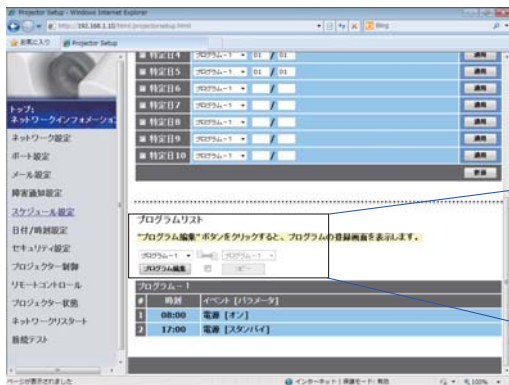 Projector Setup - Windows Internet Explorer
http://192.168.1.10/html/projectorsetup.html
Bing
お気に入り
Projector Setup
トップ:
ネットワークインフォメーション
ネットワーク設定
ポート設定
メール設定
障害通知設定
スケジュール設定
日付/時刻設定
セキュリティ設定
プロジェクター制御
リモートコントロール
プロジェクター状態
ネットワークリスタート
接続テスト
特定日4 プログラム-1 01 / 01 適用
特定日5 プログラム-1 01 / 01 適用
特定日6 プログラム-1 / 適用
特定日7 プログラム-1 / 適用
特定日8 プログラム-1 / 適用
特定日9 プログラム-1 / 適用
特定日10 プログラム-1 / 適用
更新
プログラムリスト
"プログラム編集"ボタンをクリックすると、プログラムの登録画面を表示します。
プログラム-1 プログラム-1
プログラム編集 コピー
プログラム-1
# 時刻 イベント [パラメータ]
1 08:00 電源 [オン]
2 17:00 電源 [スタンバイ]
ページが表示されました
インターネット | 保護モード: 無効
100%